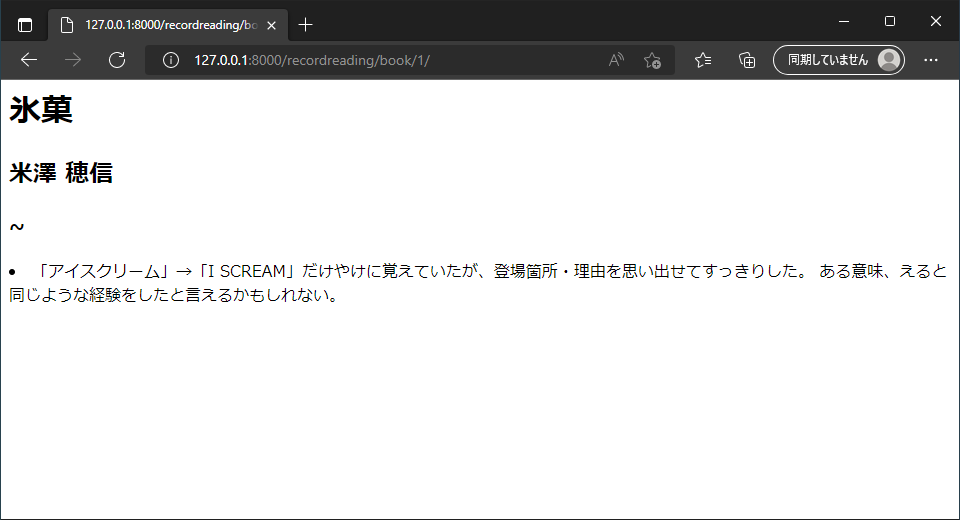 127.0.0.1:8000/recordreading/bo
127.0.0.1:8000/recordreading/book/1/
同期していません
氷菓
米澤 穂信
~
• 「アイスクリーム」→「I SCREAM」だけやけに覚えていたが、登場箇所・理由を思い出せてすっきりした。 ある意味、えると
同じような経験をしたと言えるかもしれない。